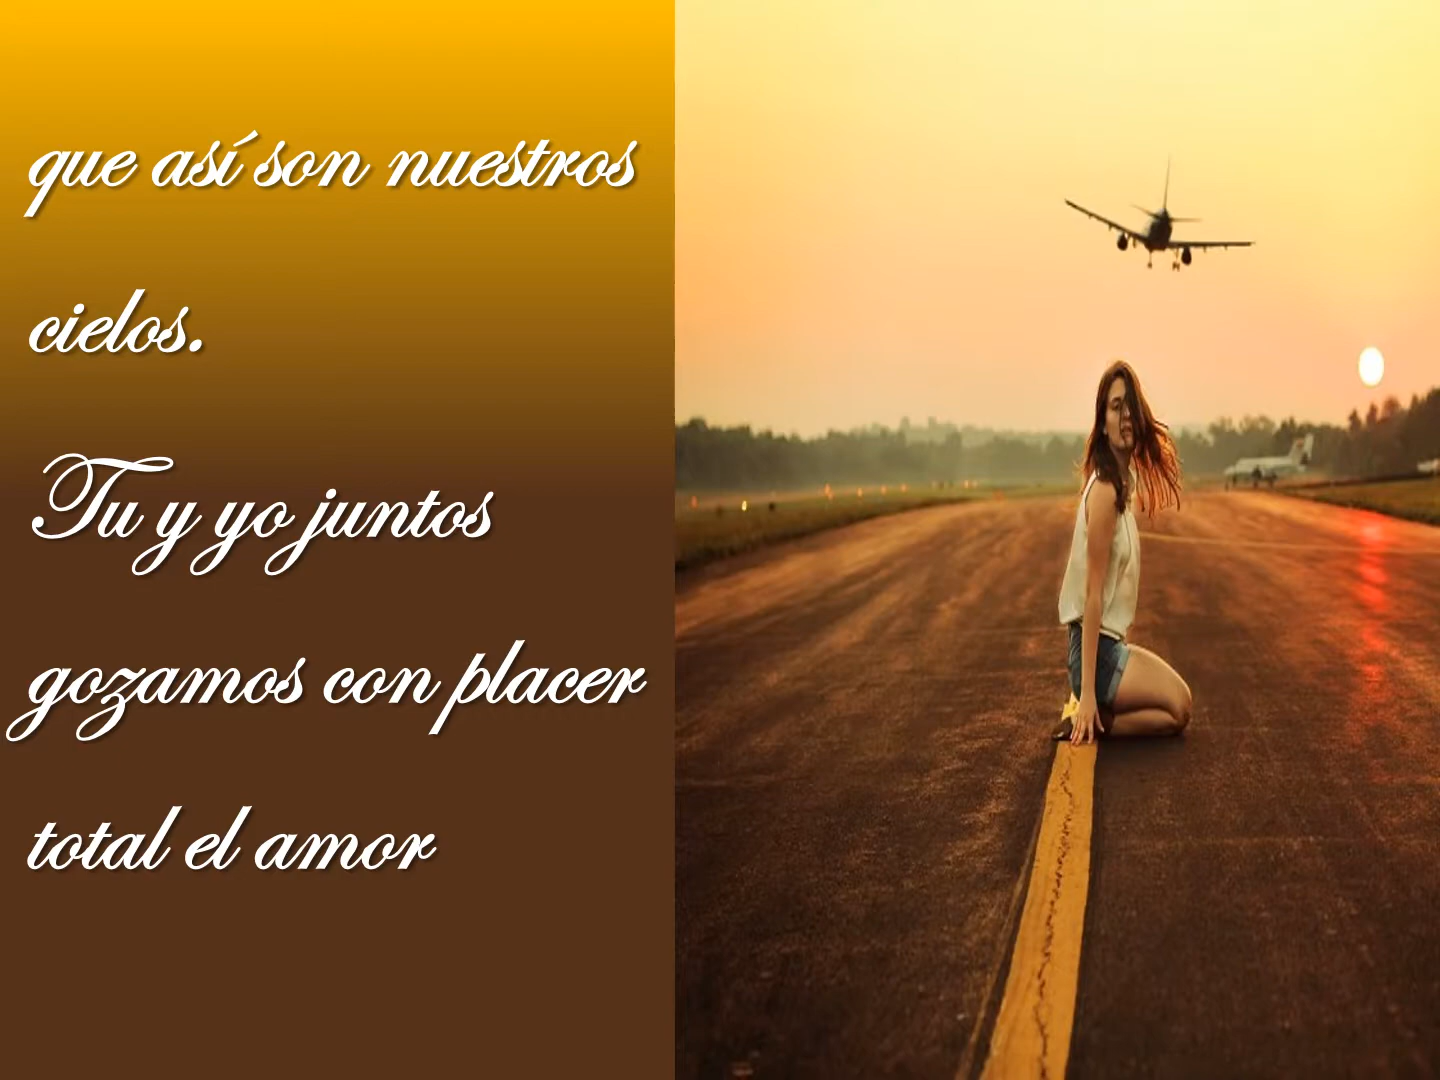 que así son nuestros
cielos.
Tu y yo juntos
gozamos con placer
total el amor